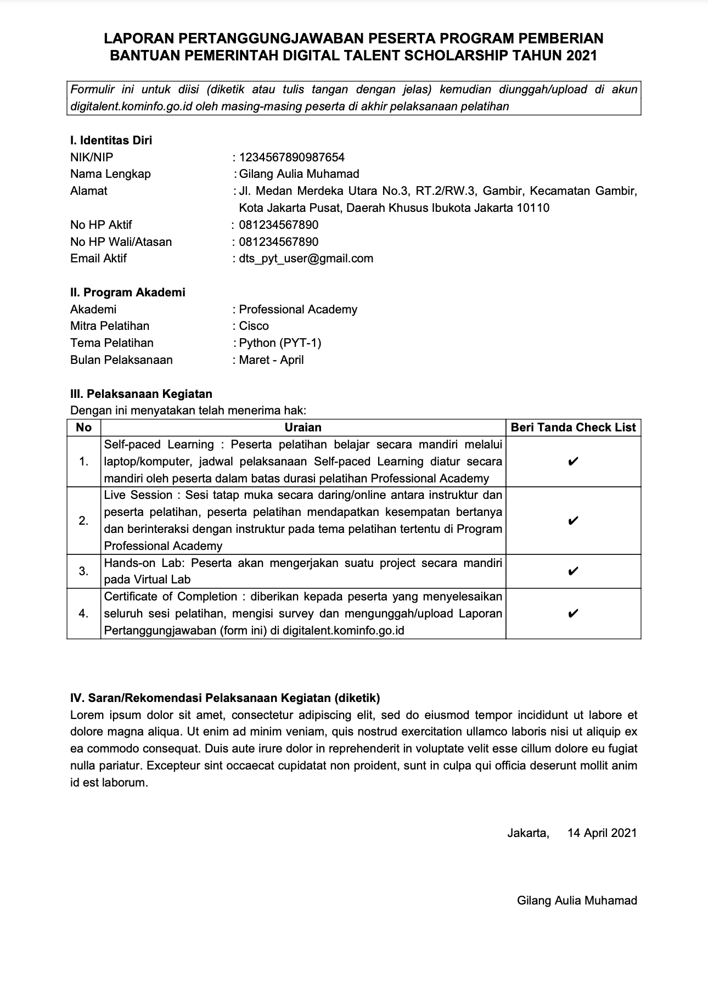 LAPORAN PERTANGGUNGJAWABAN PESERTA PROGRAM PEMBERIAN
BANTUAN PEMERINTAH DIGITAL TALENT SCHOLARSHIP TAHUN 2021
Formulir ini untuk diisi (diketik atau tulis tangan dengan jelas) kemudian diunggah/upload di akun
digitalent.kominfo.go.id oleh masing-masing peserta di akhir pelaksanaan pelatihan
I. Identitas Diri
NIK/NIP : 1234567890987654
Nama Lengkap : Gilang Aulia Muhamad
Alamat : Jl. Medan Merdeka Utara No.3, RT.2/RW.3, Gambir, Kecamatan Gambir,
Kota Jakarta Pusat, Daerah Khusus Ibukota Jakarta 10110
No HP Aktif : 081234567890
No HP Wali/Atasan : 081234567890
Email Aktif : dts_pyt_user@gmail.com
II. Program Akademi
Akademi : Professional Academy
Mitra Pelatihan : Cisco
Tema Pelatihan : Python (PYT-1)
Bulan Pelaksanaan : Maret - April
III. Pelaksanaan Kegiatan
Dengan ini menyatakan telah menerima hak:
No Uraian Beri Tanda Check List
Self-paced Learning : Peserta pelatihan belajar secara mandiri melalui
1. laptop/komputer, jadwal pelaksanaan Self-paced Learning diatur secara ✔
mandiri oleh peserta dalam batas durasi pelatihan Professional Academy
Live Session : Sesi tatap muka secara daring/online antara instruktur dan
peserta pelatihan, peserta pelatihan mendapatkan kesempatan bertanya
2. dan berinteraksi dengan instruktur pada tema pelatihan tertentu di Program ✔
Professional Academy
3. Hands-on Lab: Peserta akan mengerjakan suatu project secara mandiri ✔
pada Virtual Lab
Certificate of Completion : diberikan kepada peserta yang menyelesaikan
4. seluruh sesi pelatihan, mengisi survey dan mengunggah/upload Laporan ✔
Pertanggungjawaban (form ini) di digitalent.kominfo.go.id
IV. Saran/Rekomendasi Pelaksanaan Kegiatan (diketik)
Lorem ipsum dolor sit amet, consectetur adipiscing elit, sed do eiusmod tempor incididunt ut labore et
dolore magna aliqua. Ut enim ad minim veniam, quis nostrud exercitation ullamco laboris nisi ut aliquip ex
ea commodo consequat. Duis aute irure dolor in reprehenderit in voluptate velit esse cillum dolore eu fugiat
nulla pariatur. Excepteur sint occaecat cupidatat non proident, sunt in culpa qui officia deserunt mollit anim
id est laborum.
Jakarta, 14 April 2021
Gilang Aulia Muhamad